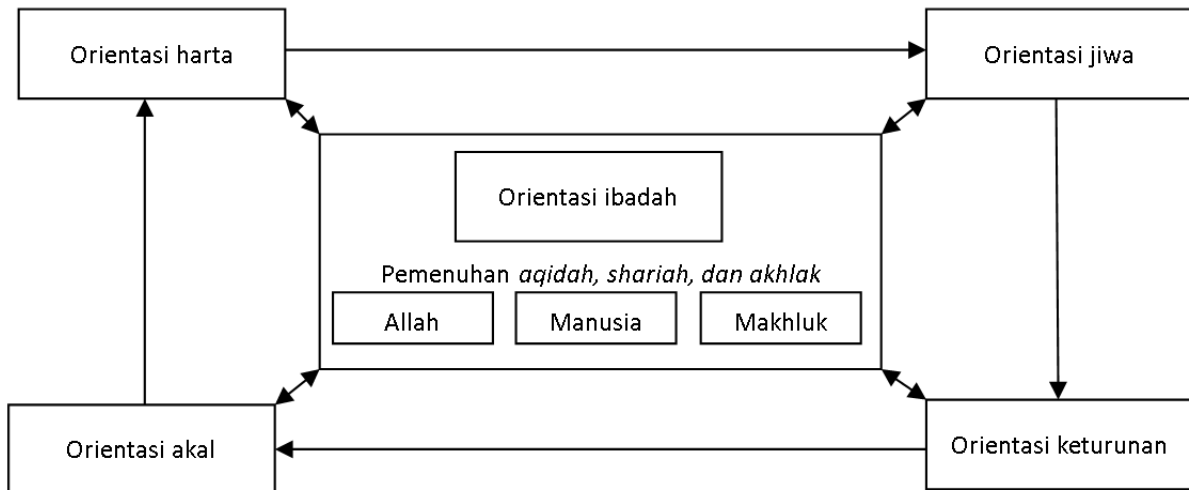 Orientasi harta
Orientasi jiwa
Orientasi ibadah
Pemenuhan aqidah, shariah, dan akhlak
Allah
Manusia
Makhluk
Orientasi akal
Orientasi keturunan